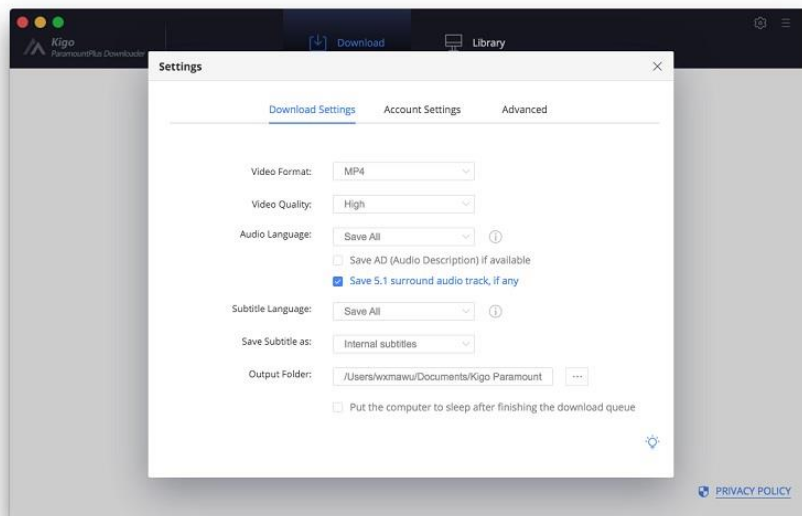 Kigo
ParamountPlus Downloader
Download
Library
Settings
Download Settings
Account Settings
Advanced
Video Format:
MP4
Video Quality:
High
Audio Language:
Save All
Save AD (Audio Description) if available
Save 5.1 surround audio track, if any
Subtitle Language:
Save All
Save Subtitle as:
Internal subtitles
Output Folder:
/Users/wxmawu/Documents/Kigo Paramount
...
Put the computer to sleep after finishing the download queue
PRIVACY POLICY